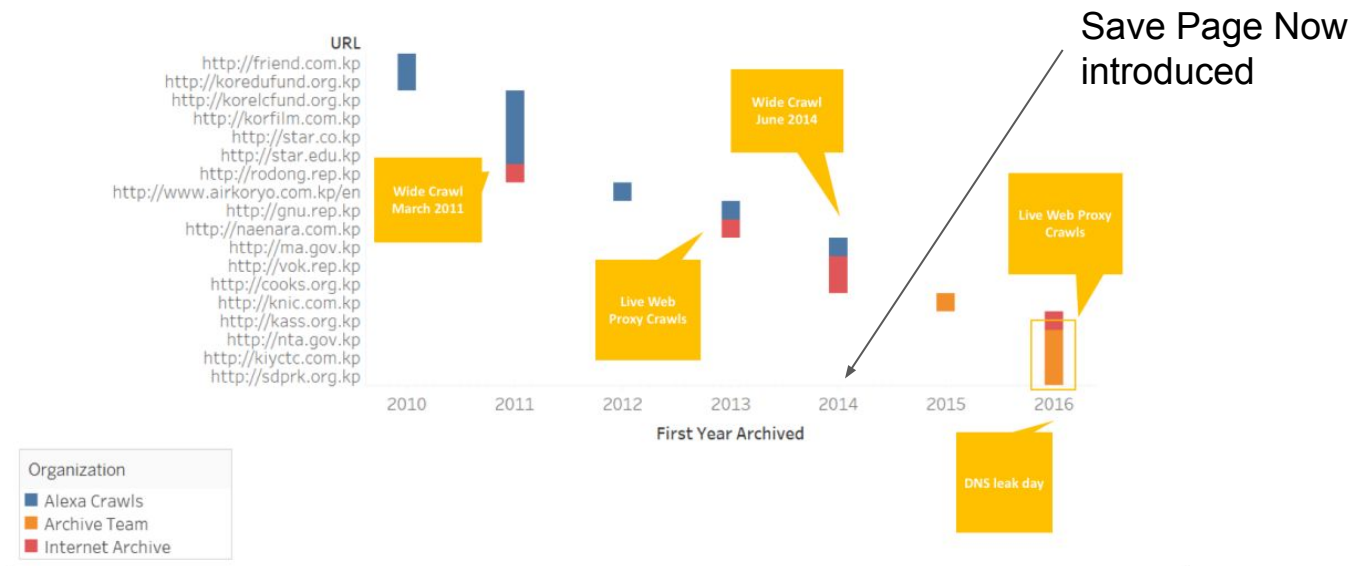 Save Page Now
introduced
URL
http://friend.com.kp
http://koredufund.org.kp
http://korelcfund.org.kp
http://korfilm.com.kp
http://star.co.kp
http://star.edu.kp
http://rodong.rep.kp
http://www.airkoryo.com.kp/en
http://gnu.rep.kp
http://naenara.com.kp
http://ma.gov.kp
http://vok.rep.kp
http://cooks.org.kp
http://knic.com.kp
http://kass.org.kp
http://nta.gov.kp
http://kiyctc.com.kp
http://sdprk.org.kp
Wide Crawl
March 2011
Live Web
Proxy Crawls
Wide Crawl
June 2014
Live Web Proxy
Crawls
DNS leak day
2010 2011 2012 2013 2014 2015 2016
First Year Archived
Organization
Alexa Crawls
Archive Team
Internet Archive